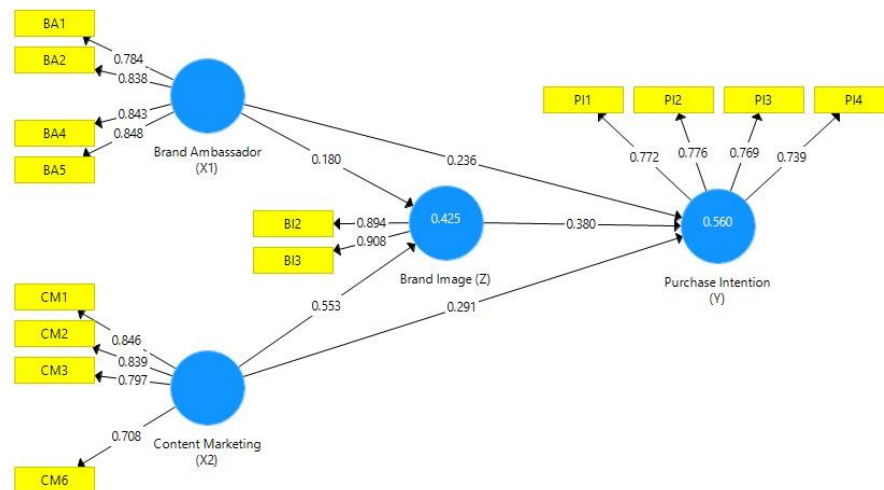 BA1
BA2
BA4
BA5
0.784
0.838
0.843
0.848
Brand Ambassador
(X1)
0.180
0.236
PI1
PI2
PI3
PI4
0.772
0.776
0.769
0.739
BI2
BI3
0.894
0.908
0.425
Brand Image (Z)
0.380
0.560
Purchase Intention
(Y)
0.553
0.291
CM1
CM2
CM3
CM6
0.846
0.839
0.797
0.708
Content Marketing
(X2)